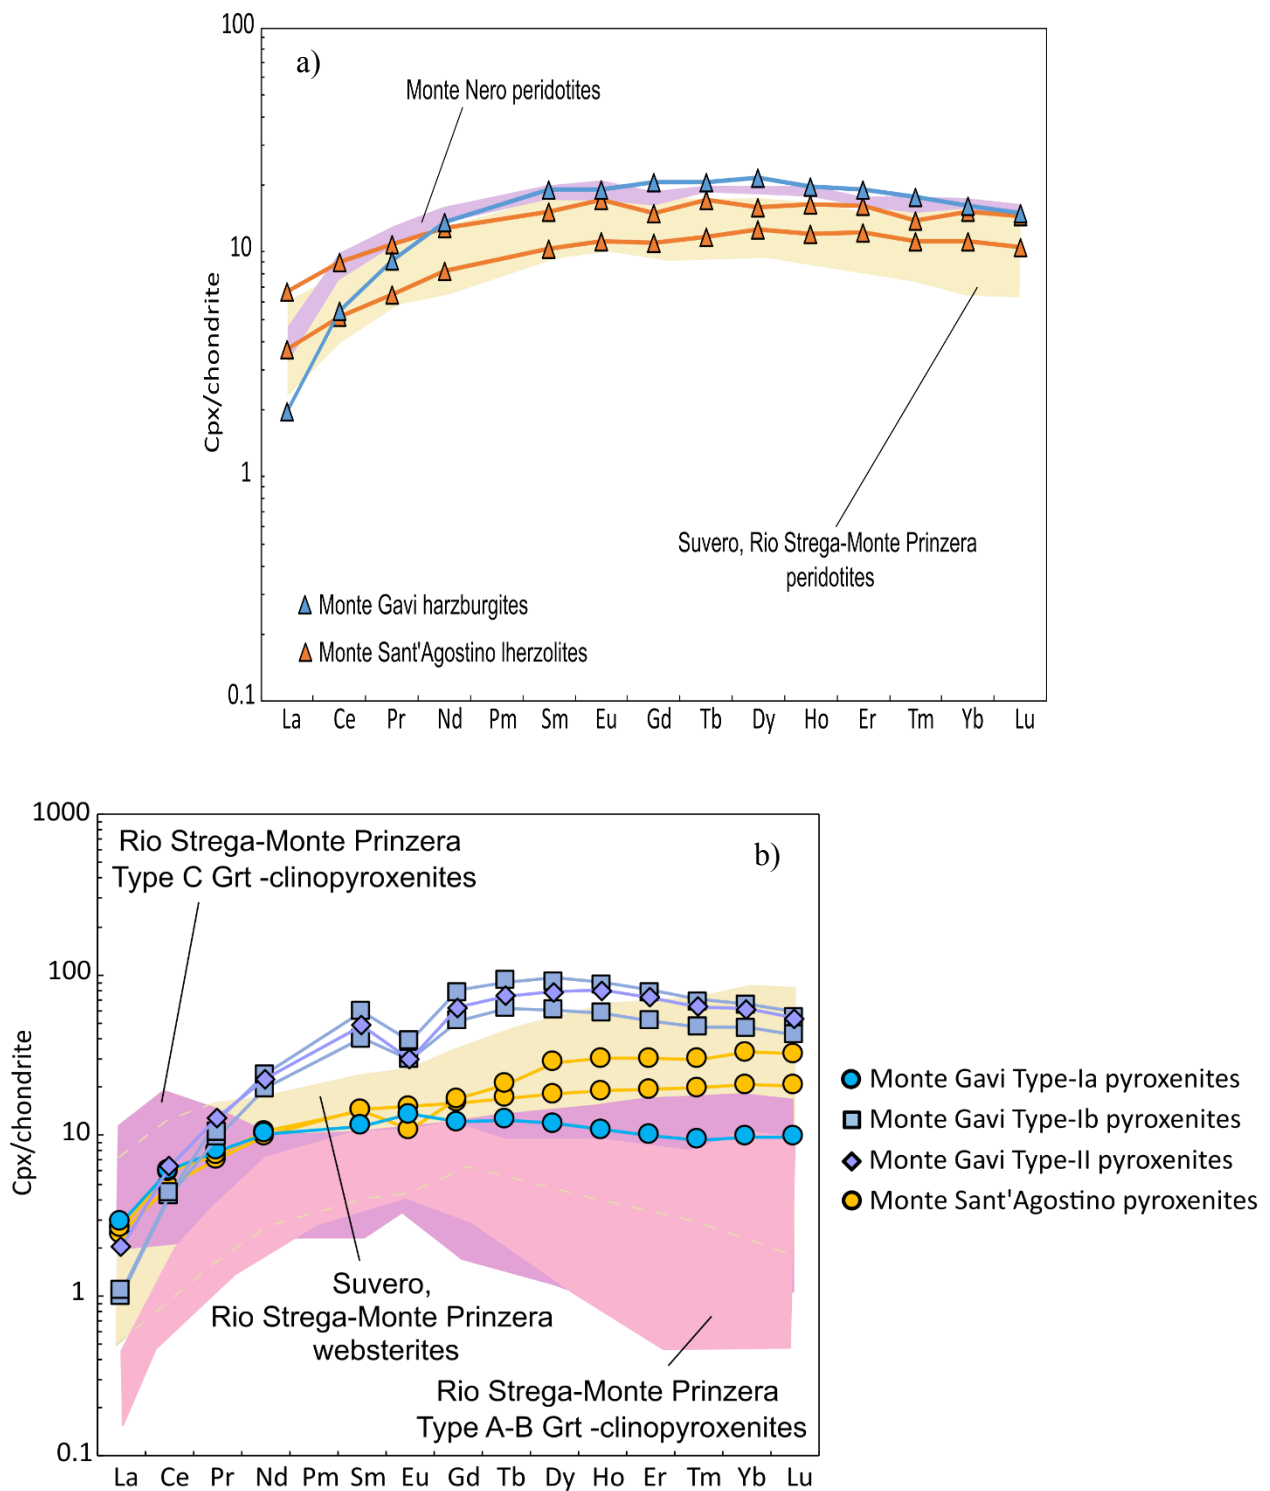 100
a)
Monte Nero peridotites
10
Cpx/chondrite
1
Suvero, Rio Strega-Monte Prinzera
peridotites
Monte Gavi harzburgites
Monte Sant'Agostino lherzolites
0.1
La Ce Pr Nd Pm Sm Eu Gd Tb Dy Ho Er Tm Yb Lu
1000
Rio Strega-Monte Prinzera
Type C Grt -clinopyroxenites
b)
100
Cpx/chondrite
10
1
Monte Gavi Type-Ia pyroxenites
Monte Gavi Type-Ib pyroxenites
Monte Gavi Type-II pyroxenites
Monte Sant'Agostino pyroxenites
Suvero,
Rio Strega-Monte Prinzera
websterites
Rio Strega-Monte Prinzera
Type A-B Grt -clinopyroxenites
0.1
La Ce Pr Nd Pm Sm Eu Gd Tb Dy Ho Er Tm Yb Lu